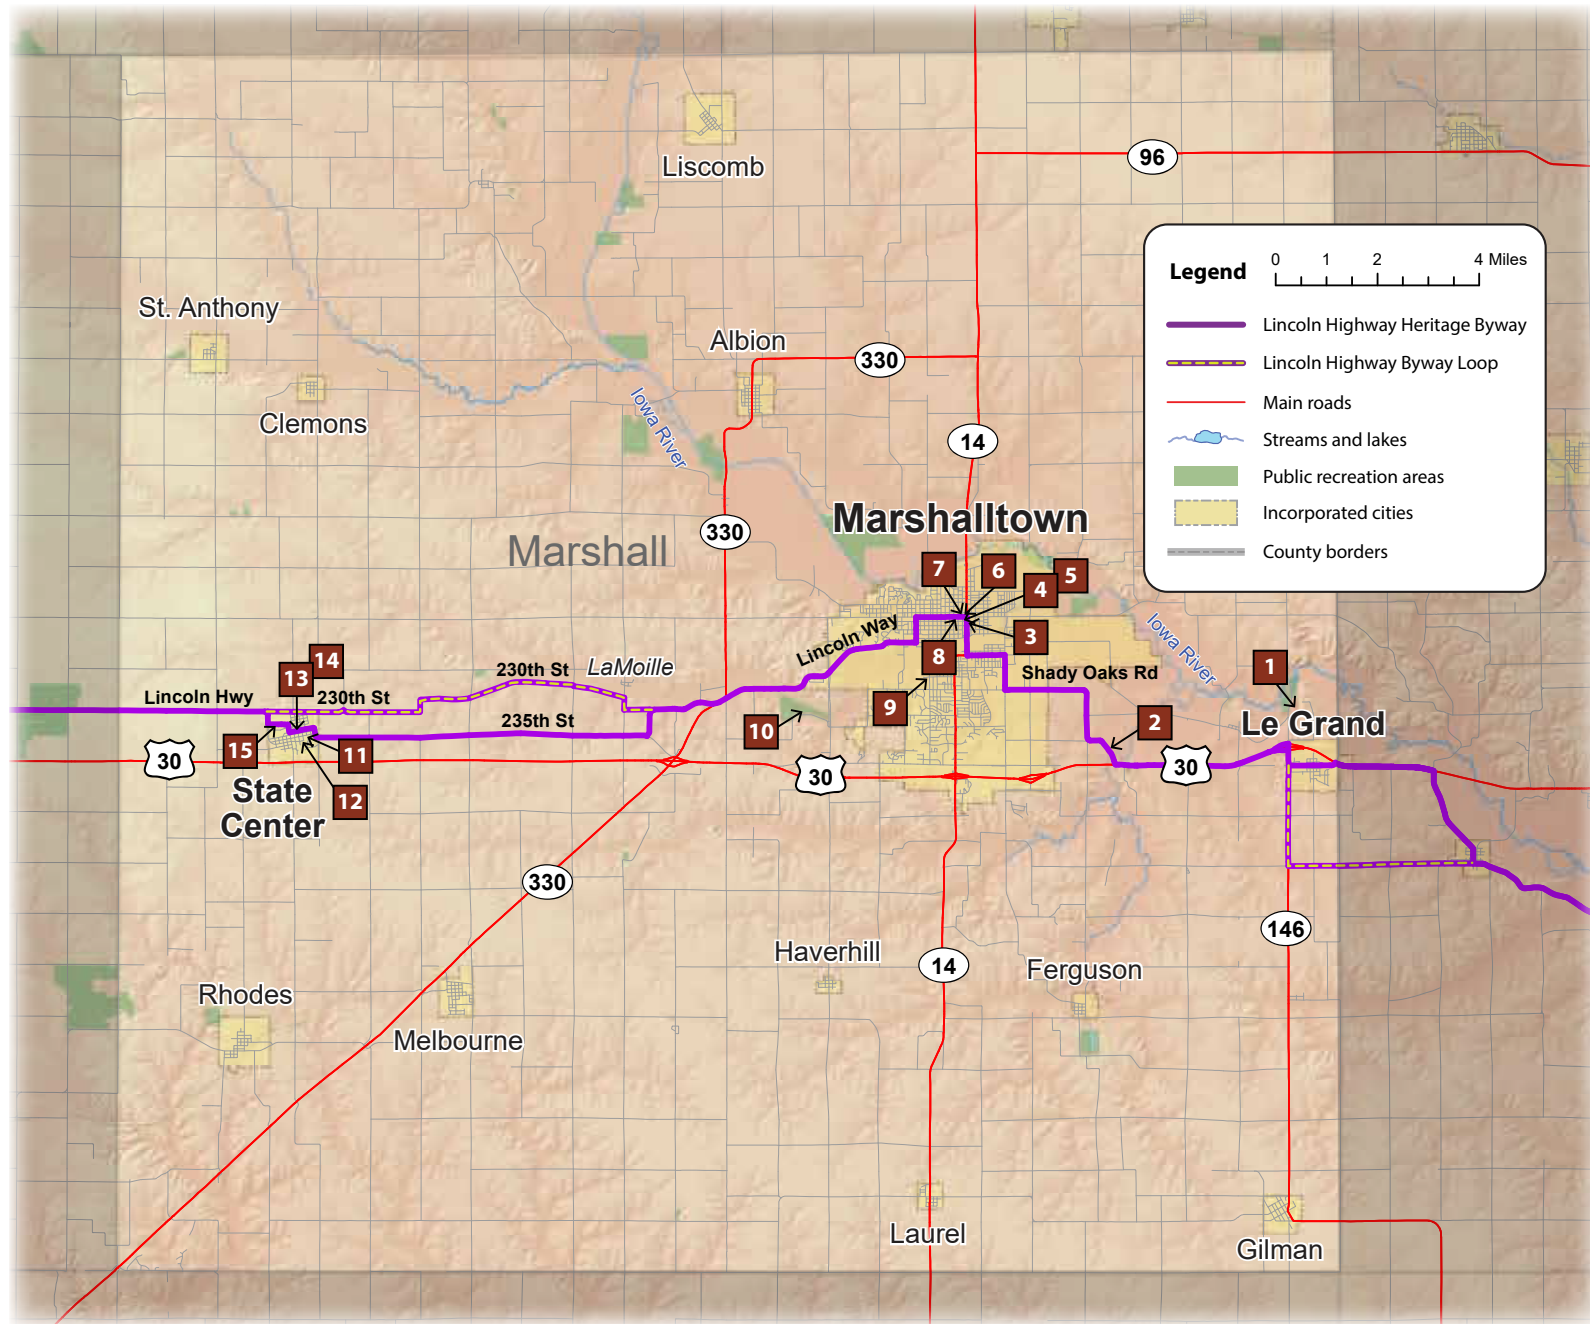 Liscomb
96
Legend
0 1 2 4 Miles
Lincoln Highway Heritage Byway
Lincoln Highway Byway Loop
Main roads
Streams and lakes
Public recreation areas
Incorporated cities
County borders
St. Anthony
Clemons
Albion
330
Iowa River
14
330
Marshall
Marshalltown
7
6
5
4
3
8
9
10
Lincoln Way
Shady Oaks Rd
Iowa River
1
2
Le Grand
LaMoille
230th St
14
13
230th St
Lincoln Hwy
235th St
15
11
12
30
30
30
State
Center
330
146
Haverhill
14
Ferguson
Rhodes
Melbourne
Laurel
Gilman